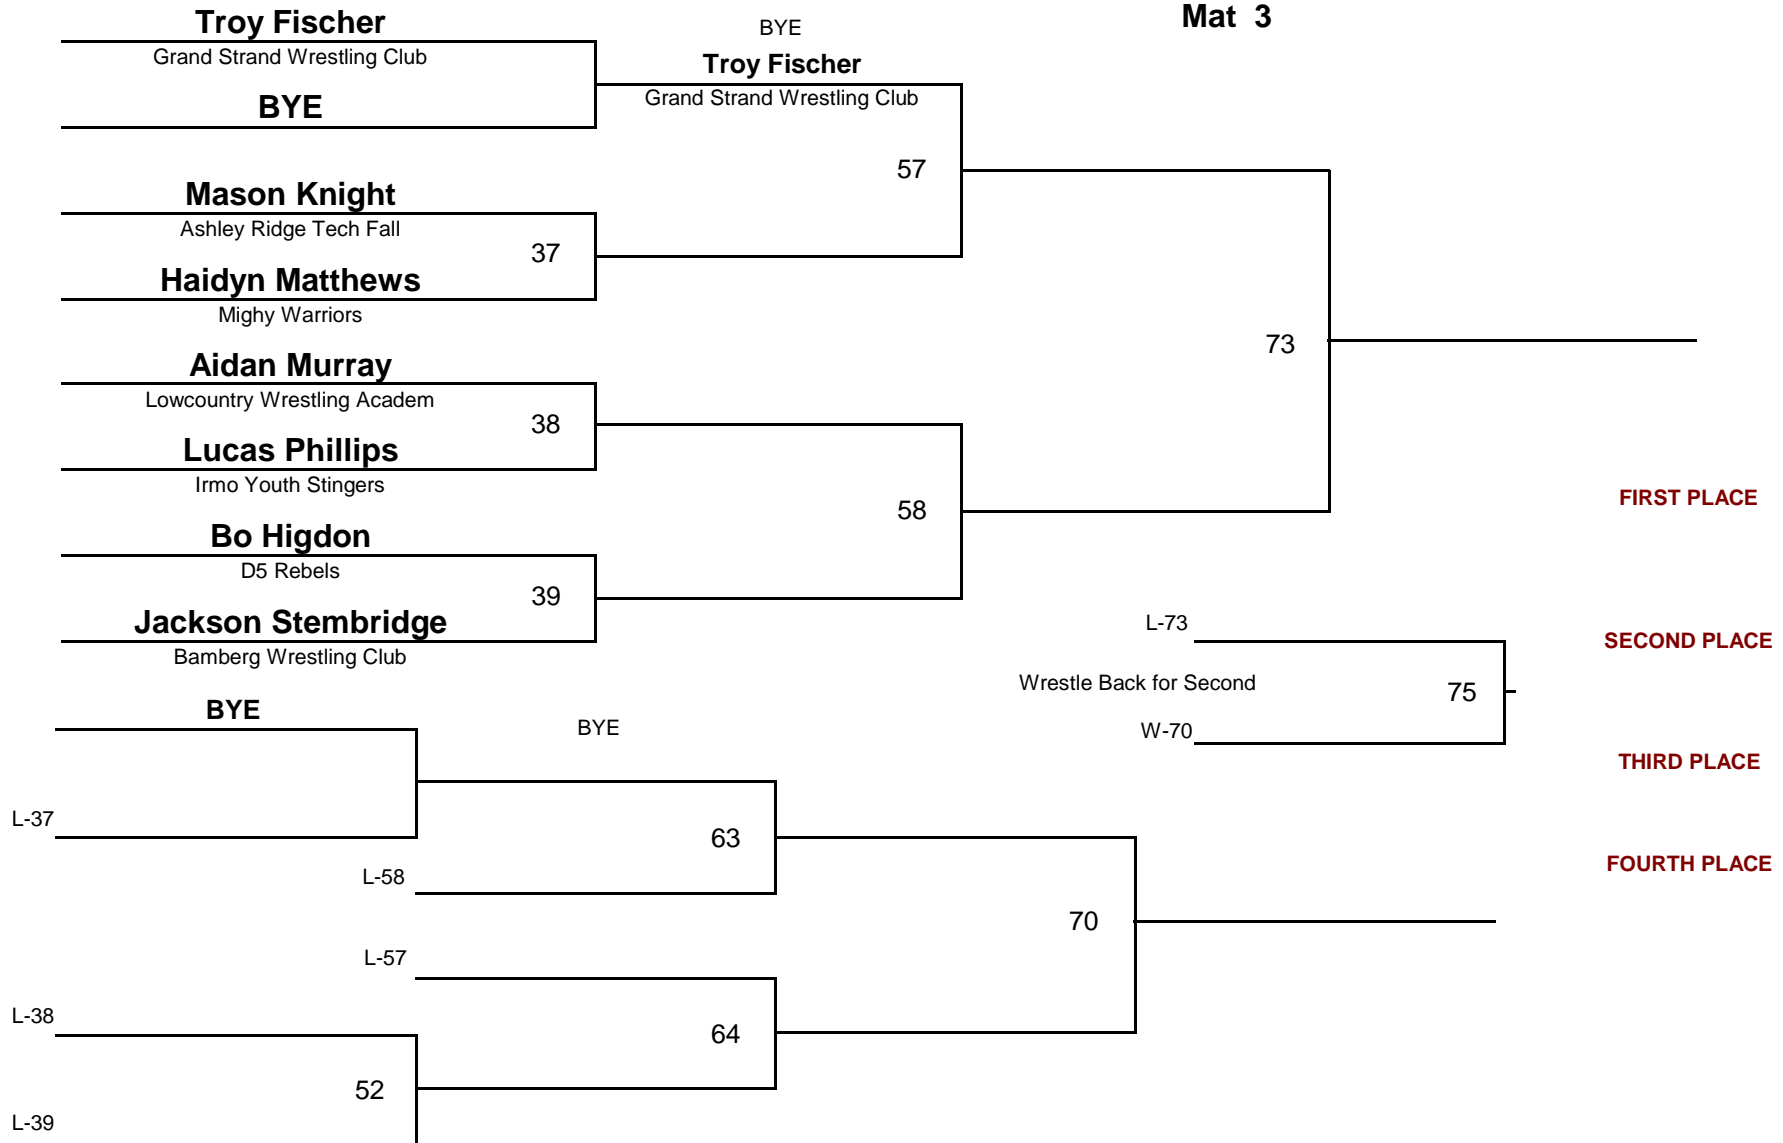 Troy Fischer
Grand Strand Wrestling Club
BYE
Mat 3
BYE
Troy Fischer
Grand Strand Wrestling Club
57
Mason Knight
Ashley Ridge Tech Fall
37
Haidyn Matthews
Mighy Warriors
73
Aidan Murray
Lowcountry Wrestling Academ
38
Lucas Phillips
Irmo Youth Stingers
58
FIRST PLACE
Bo Higdon
D5 Rebels
39
Jackson Stembridge
Bamberg Wrestling Club
L-73
SECOND PLACE
Wrestle Back for Second
75
W-70
THIRD PLACE
BYE
BYE
L-37
63
L-58
FOURTH PLACE
70
L-57
L-38
64
52
L-39